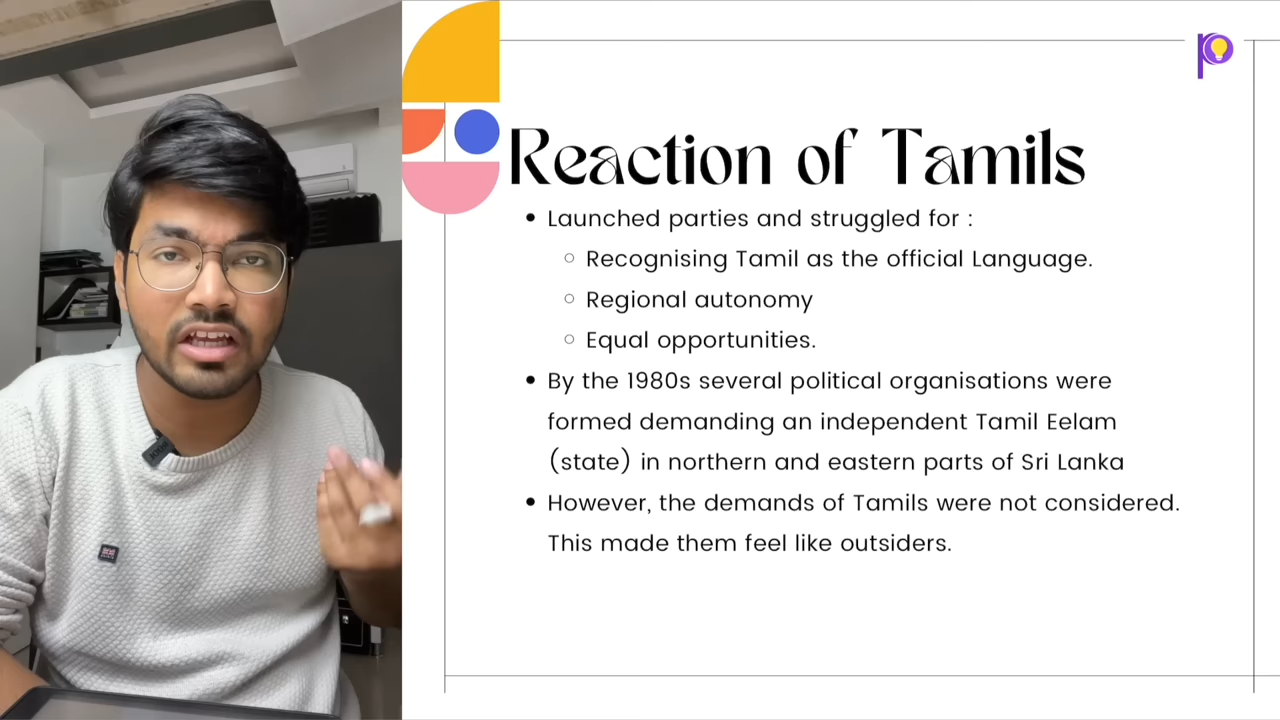 Reaction of Tamils
• Launched parties and struggled for :
○ Recognising Tamil as the official Language.
○ Regional autonomy
○ Equal opportunities.
• By the 1980s several political organisations were
formed demanding an independent Tamil Eelam
(state) in northern and eastern parts of Sri Lanka
• However, the demands of Tamils were not considered.
This made them feel like outsiders.